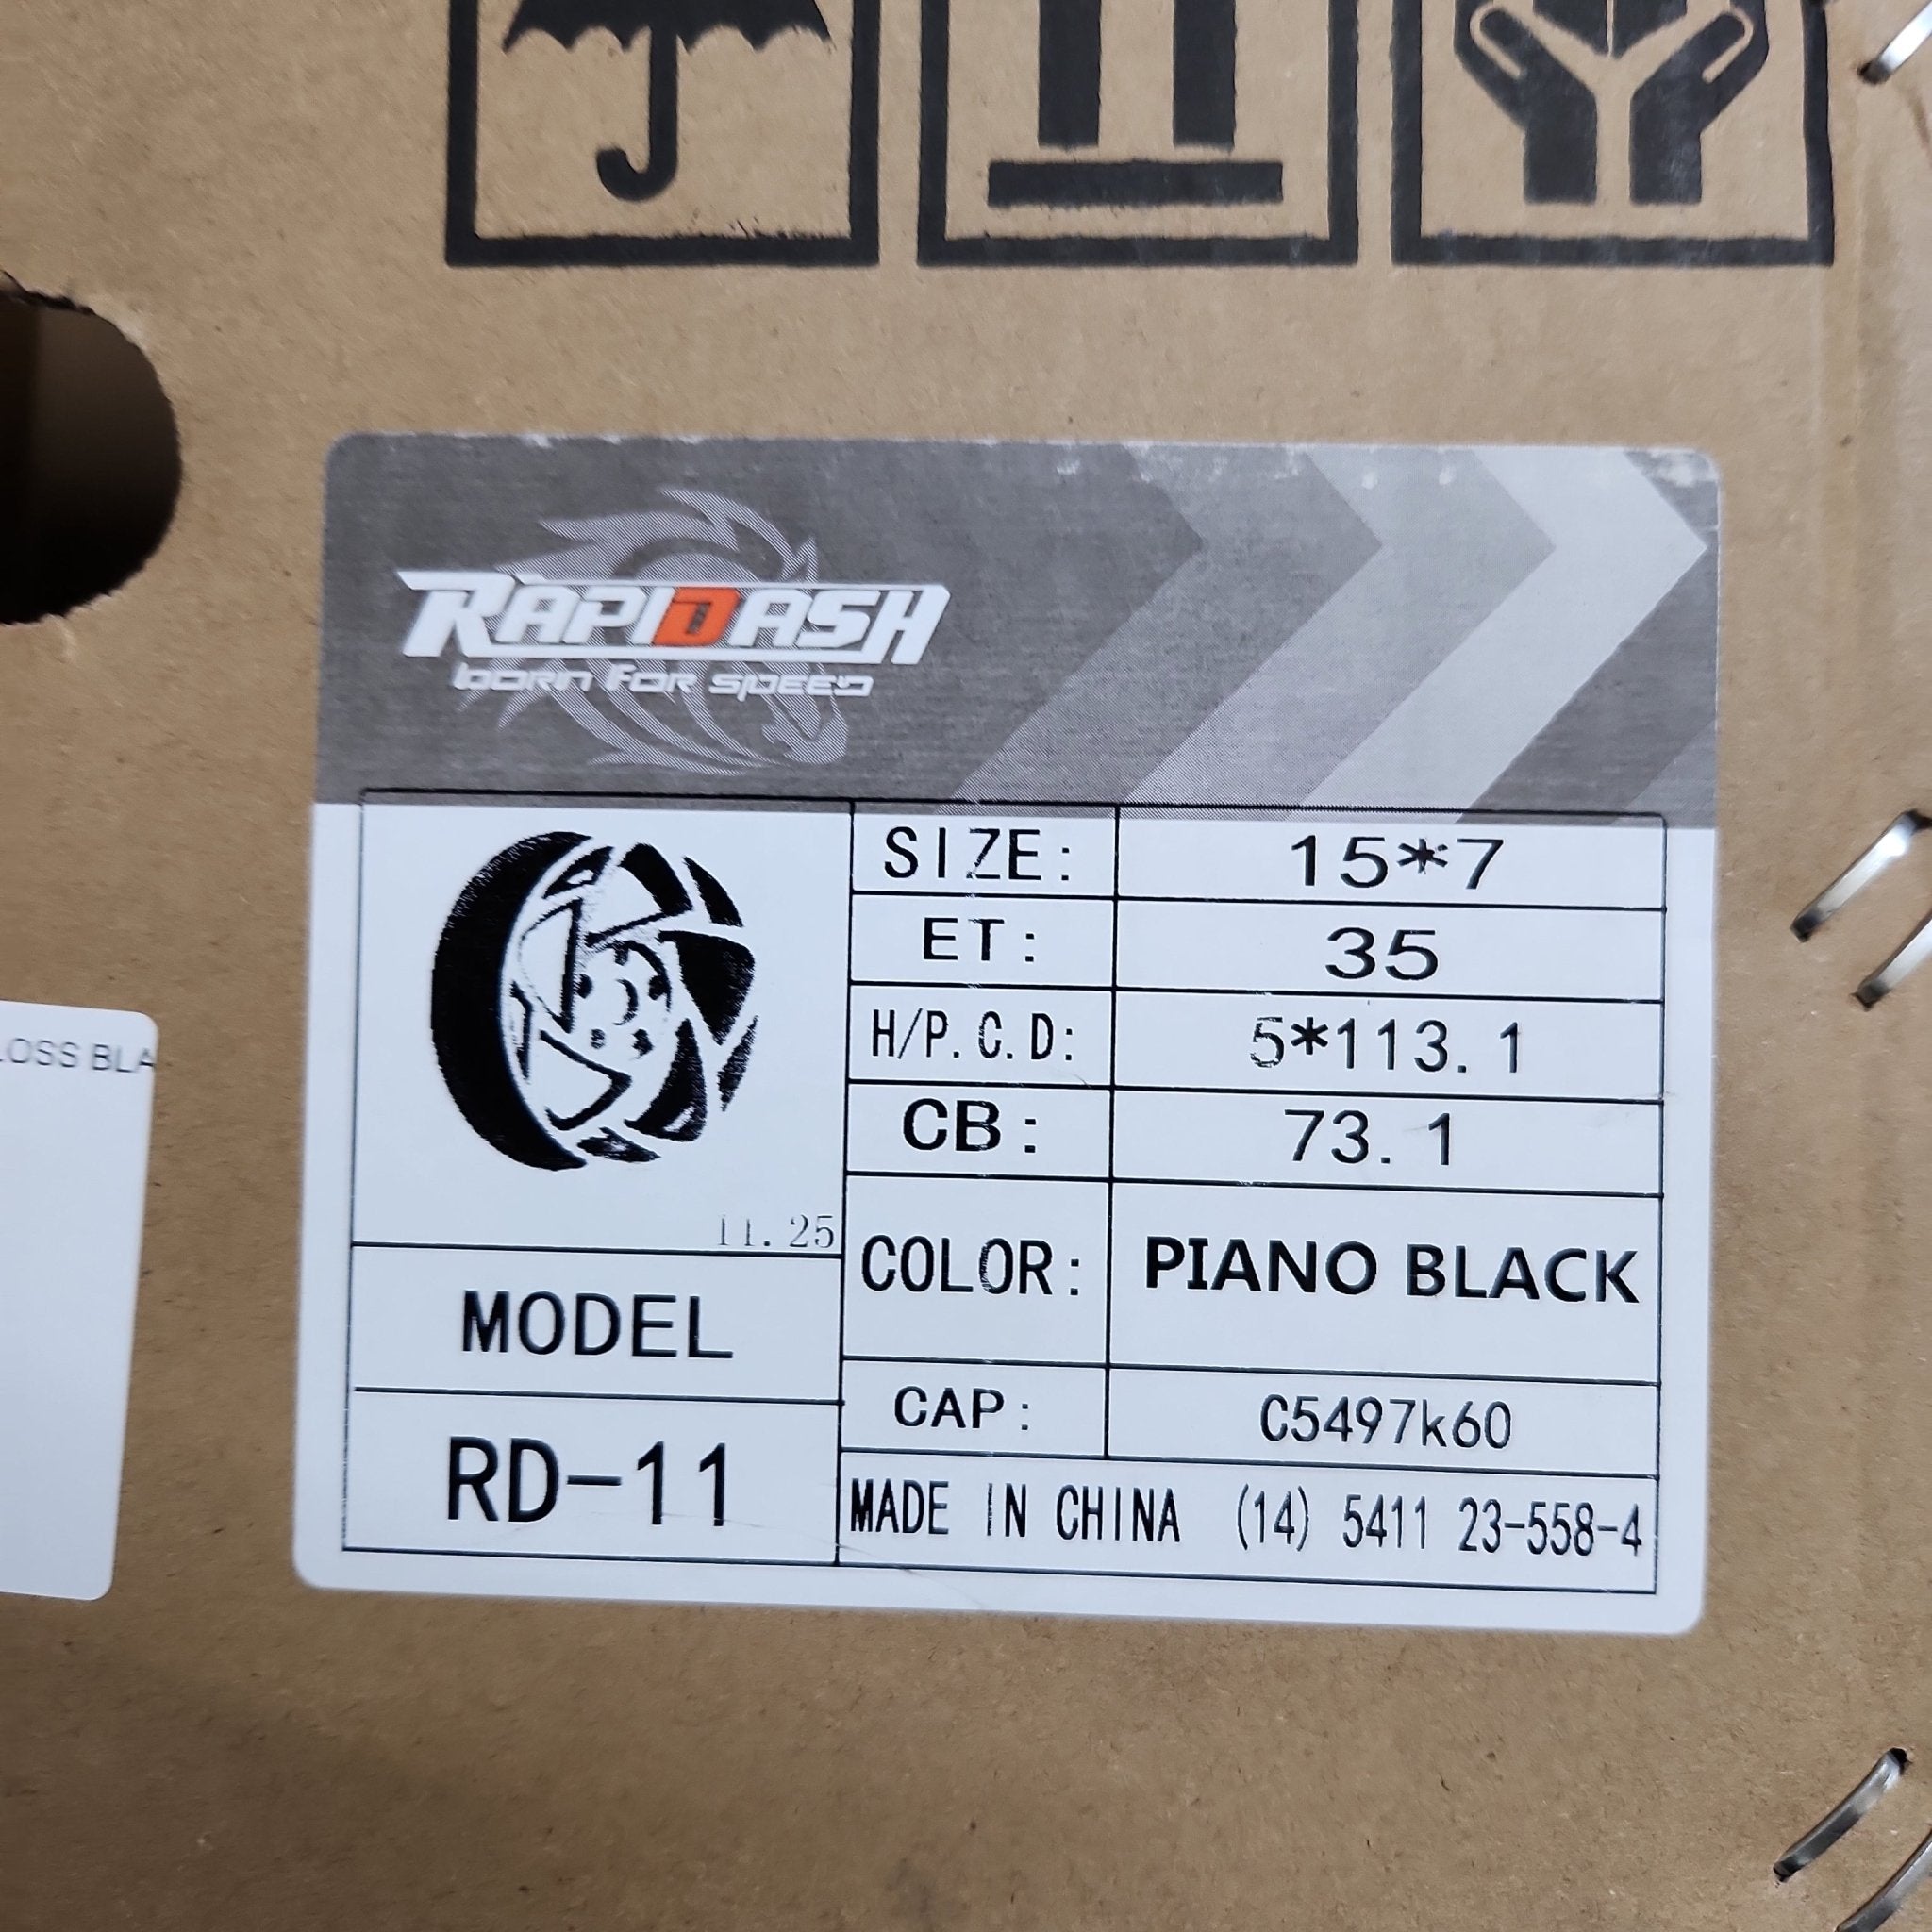 RAPIDASH
born for speed
SIZE: 15*7
ET: 35
H/P.C.D: 5*113.1
CB: 73.1
11.25
COLOR: PIANO BLACK
MODEL
CAP: C5497k60
RD-11
MADE IN CHINA (14) 5411 23-558-4
LOSS BLA